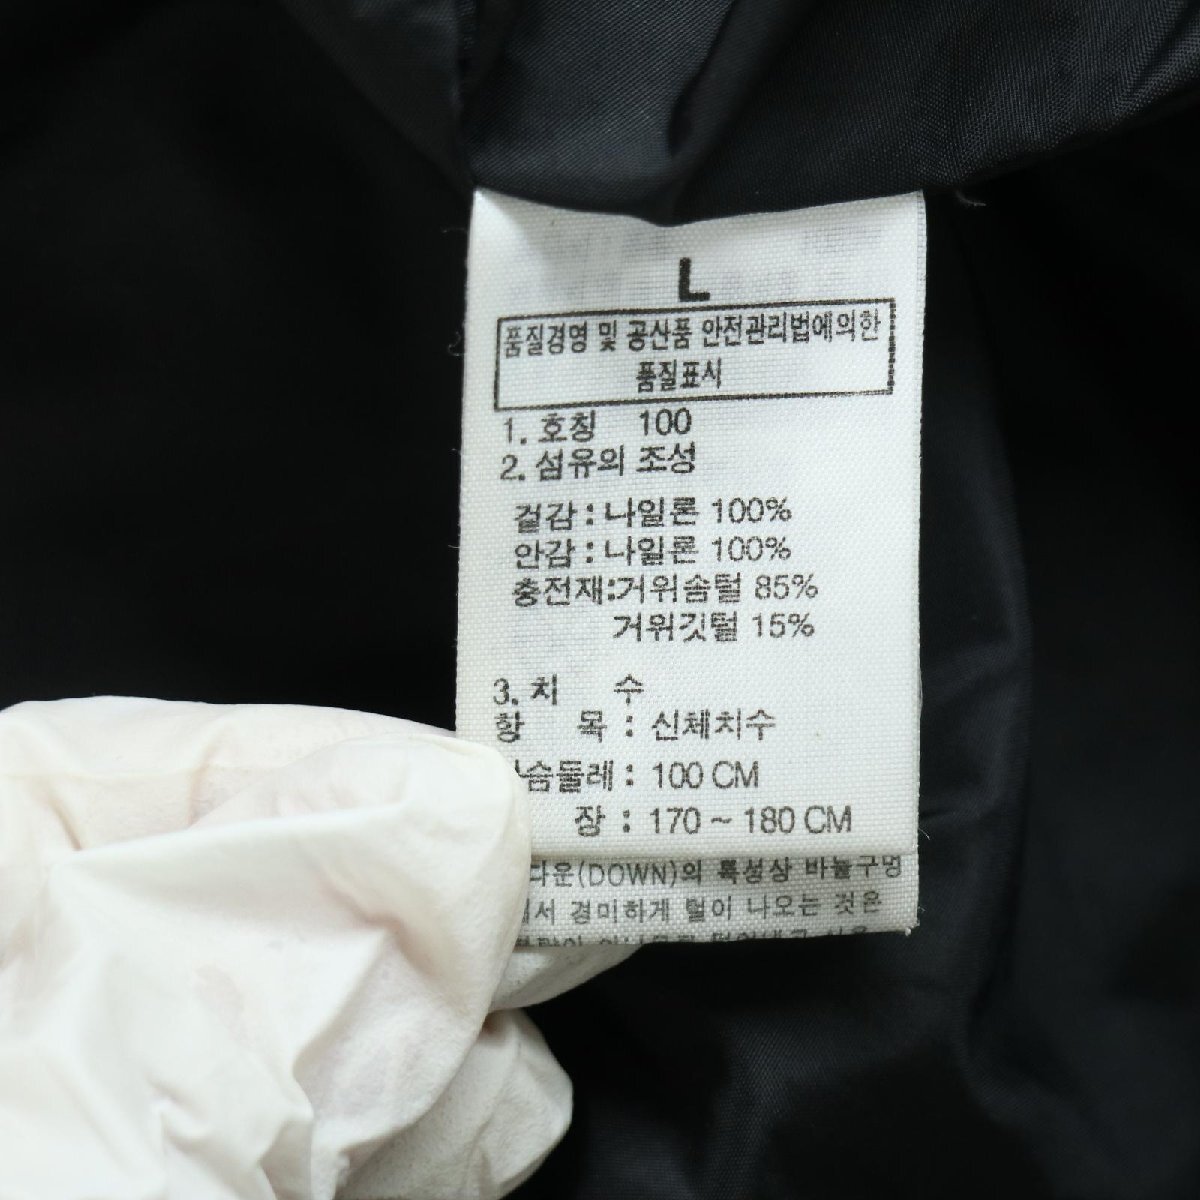 L
품질경영 및 공산품 안전관리법에의한
품질표시
1. 호칭 100
2. 섬유의 조성
겉감 : 나일론 100%
안감 : 나일론 100%
충전재:거위솜털 85%
거위깃털 15%
3. 치 수
항 목 : 신체치수
슴둘레 : 100 CM
장 : 170 ~ 180 CM
다운(DOWN)의 특성상 바늘구멍
서 경미하게 털이 나오는 것은